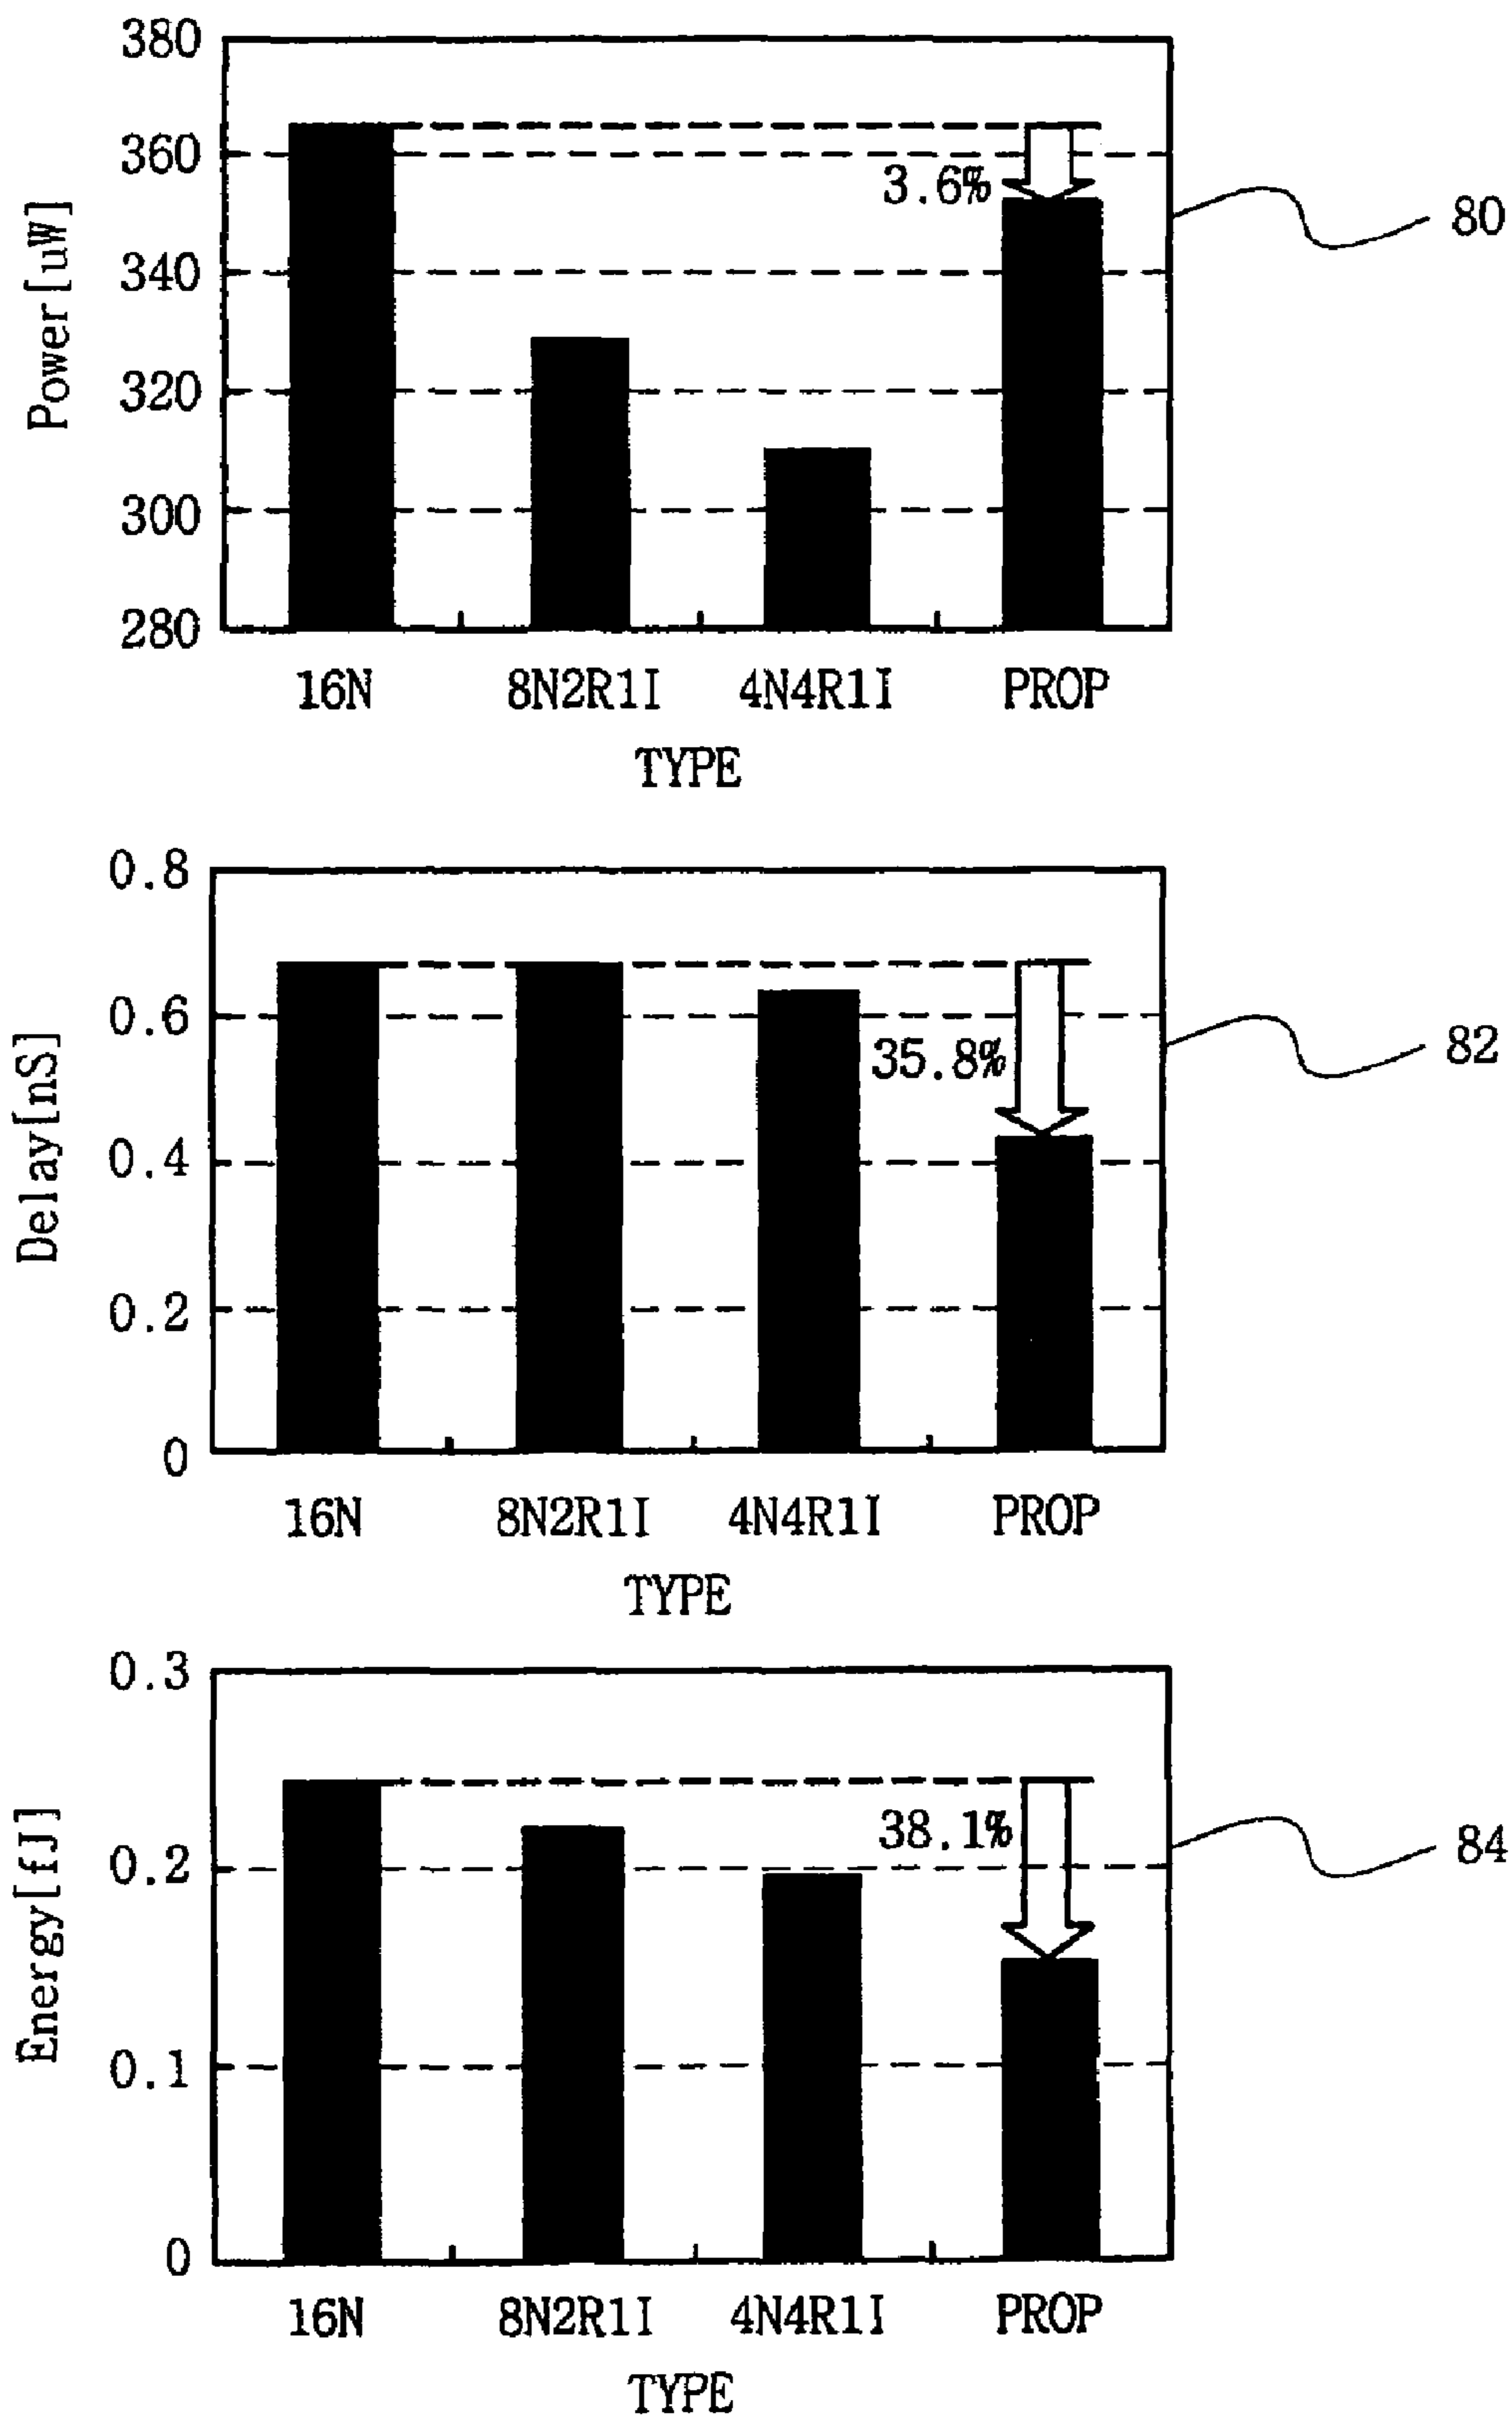 380
360
340
320
300
280
Power[uW]
3.6%
80
16N 8N2R1I 4N4R1I PROP
TYPE
0.8
0.6
0.4
0.2
0
Delay[nS]
35.8%
82
16N 8N2R1I 4N4R1I PROP
TYPE
0.3
0.2
0.1
0
Energy[fJ]
38.1%
84
16N 8N2R1I 4N4R1I PROP
TYPE